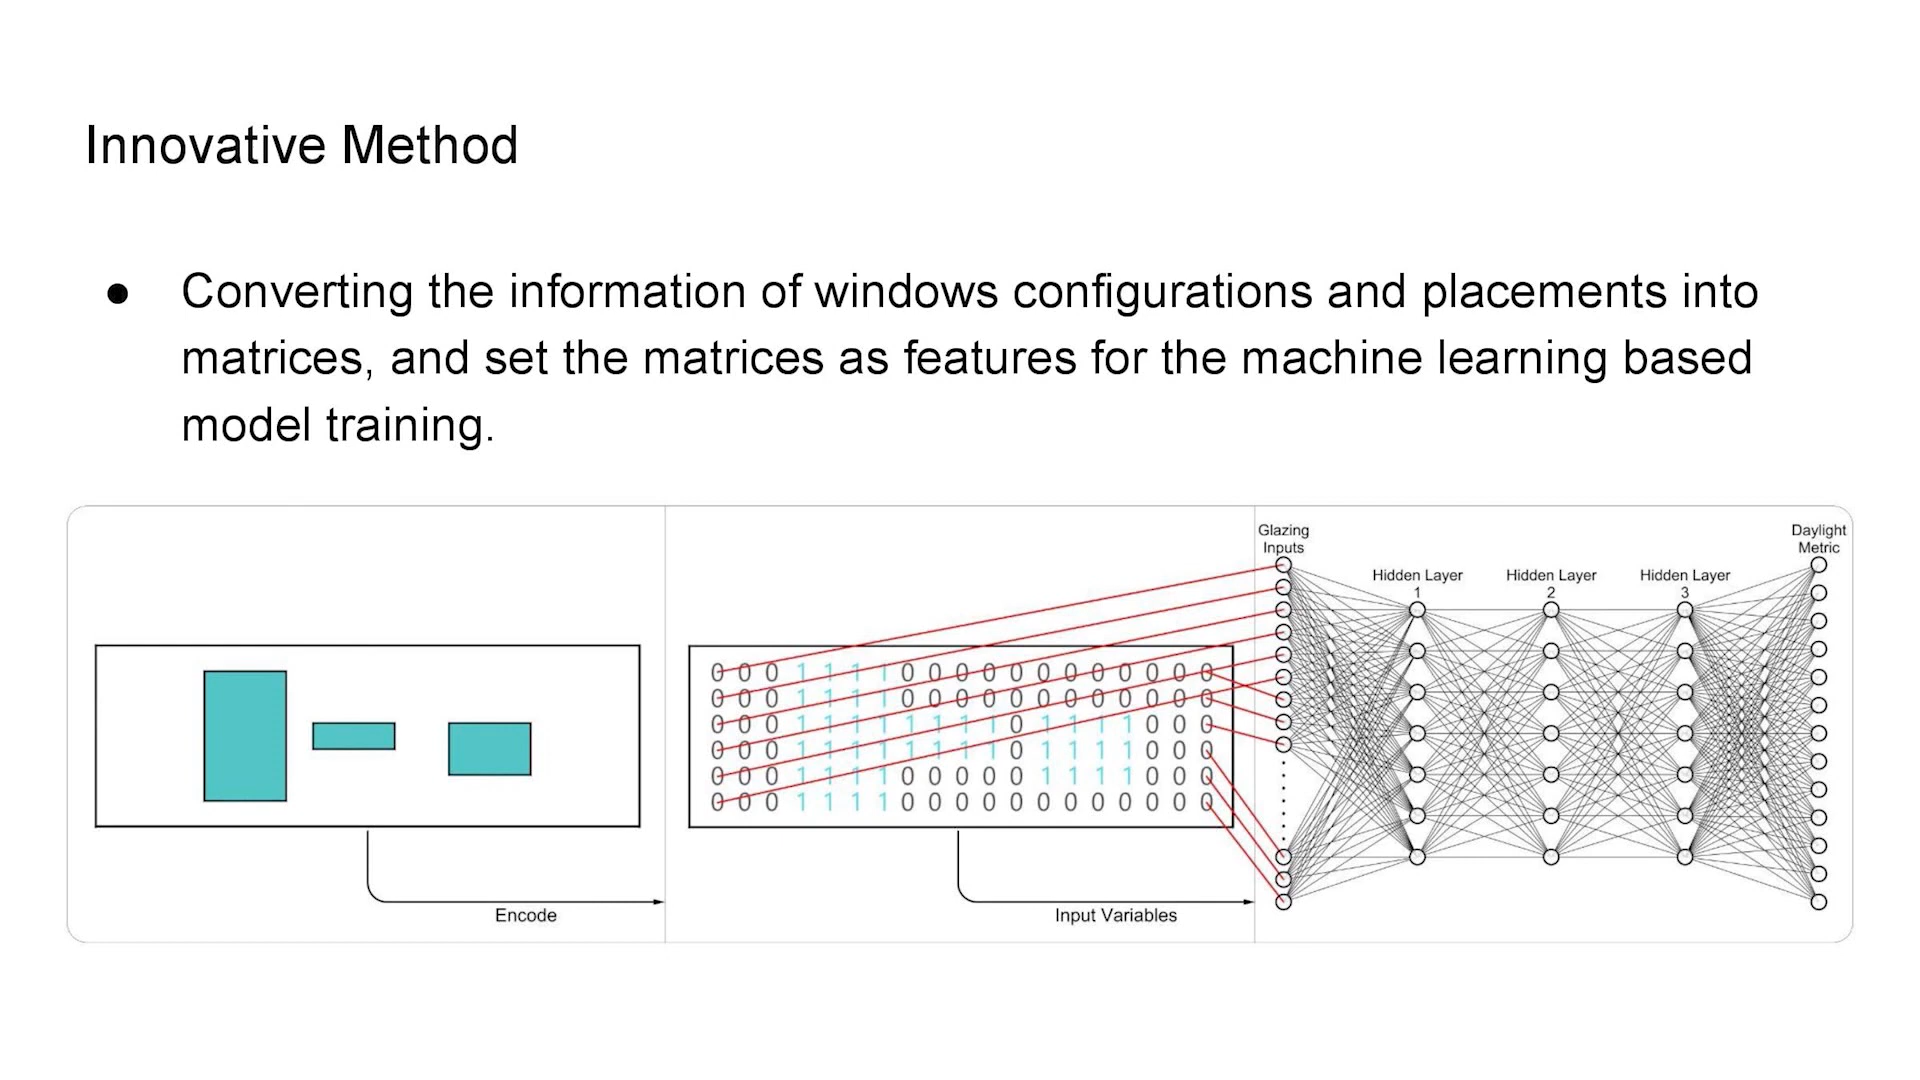 Innovative Method
● Converting the information of windows configurations and placements into
matrices, and set the matrices as features for the machine learning based
model training.
Encode
0 0 0 1 1 1 1 0 0 0 0 0 0 0 0 0 0 0 0
0 0 0 1 1 1 1 0 0 0 0 0 0 0 0 0 0 0 0
0 0 0 1 1 1 1 1 1 1 1 0 1 1 1 1 0 0 0
0 0 0 1 1 1 1 1 1 1 1 0 1 1 1 1 0 0 0
0 0 0 1 1 1 1 0 0 0 0 0 1 1 1 1 0 0 0
0 0 0 1 1 1 1 0 0 0 0 0 0 0 0 0 0 0 0
Input Variables
Glazing
Inputs
Hidden Layer
1
Hidden Layer
2
Hidden Layer
3
Daylight
Metric